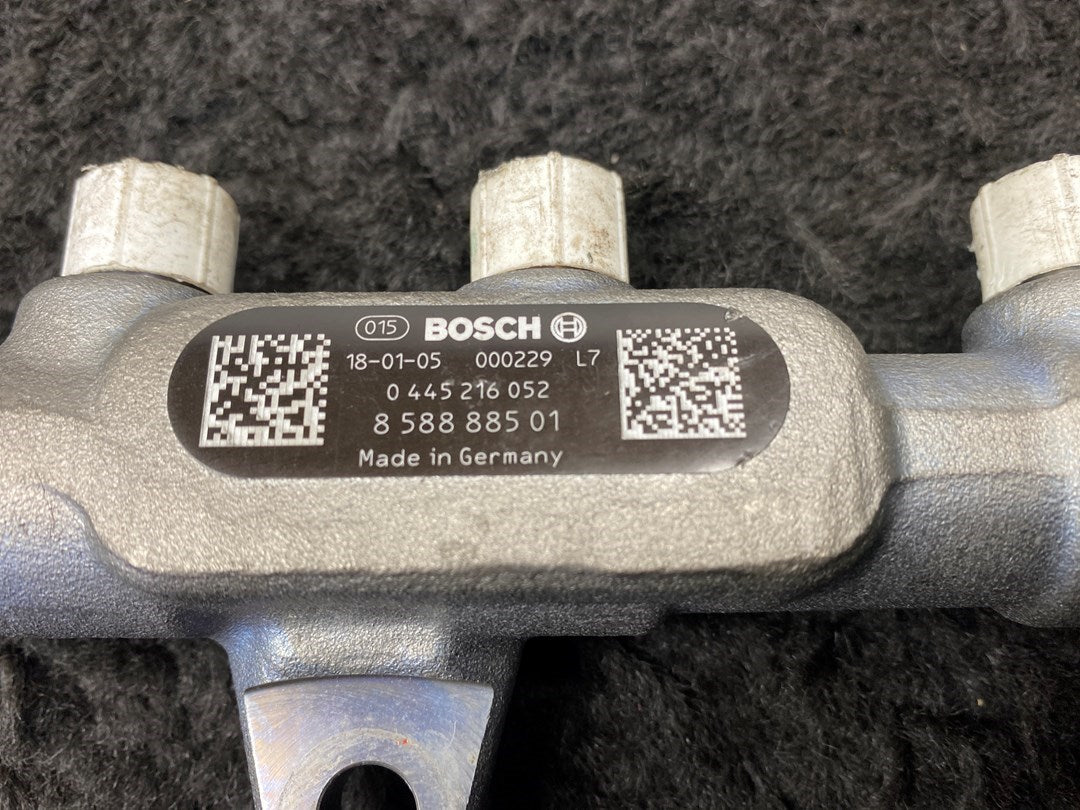 015 BOSCH
18-01-05 000229 L7
0 445 216 052
8 588 885 01
Made in Germany